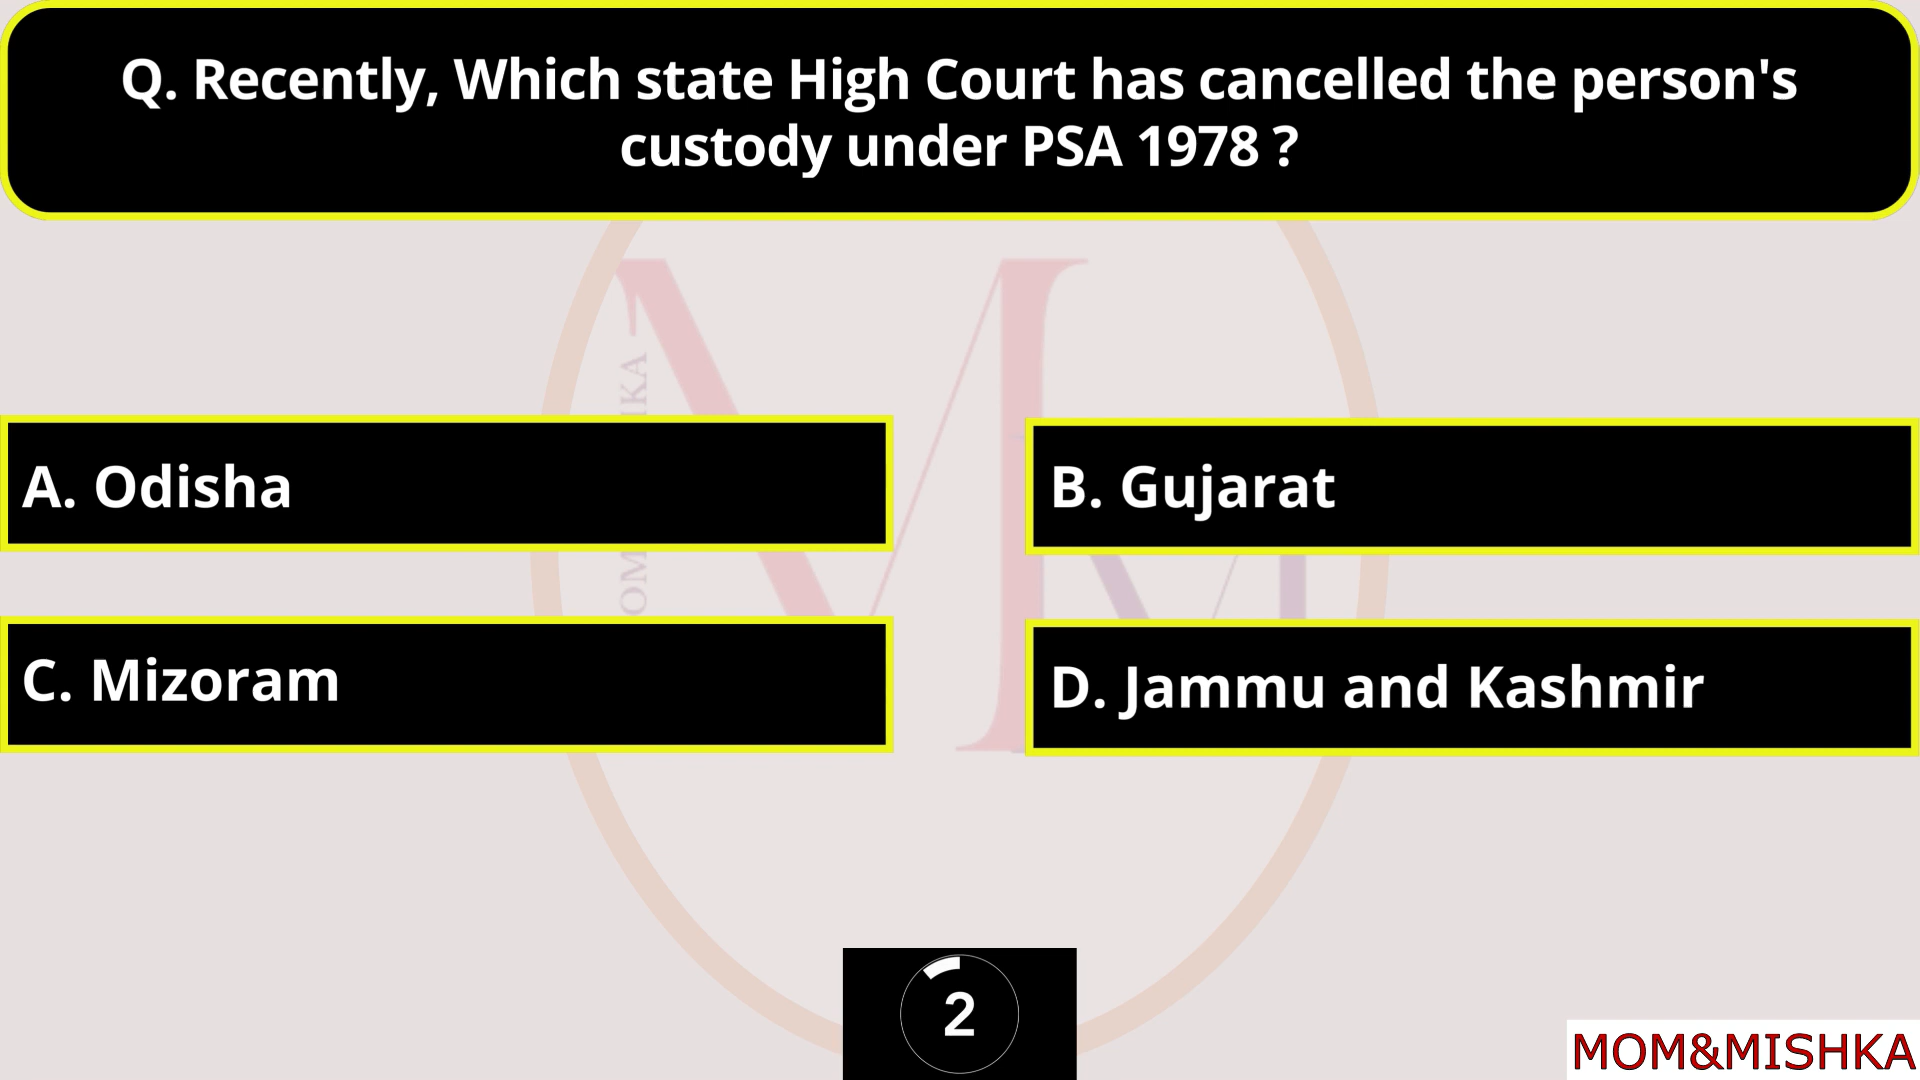 Q. Recently, Which state High Court has cancelled the person's
custody under PSA 1978 ?
A. Odisha
B. Gujarat
C. Mizoram
D. Jammu and Kashmir
2
MOM&MISHKA